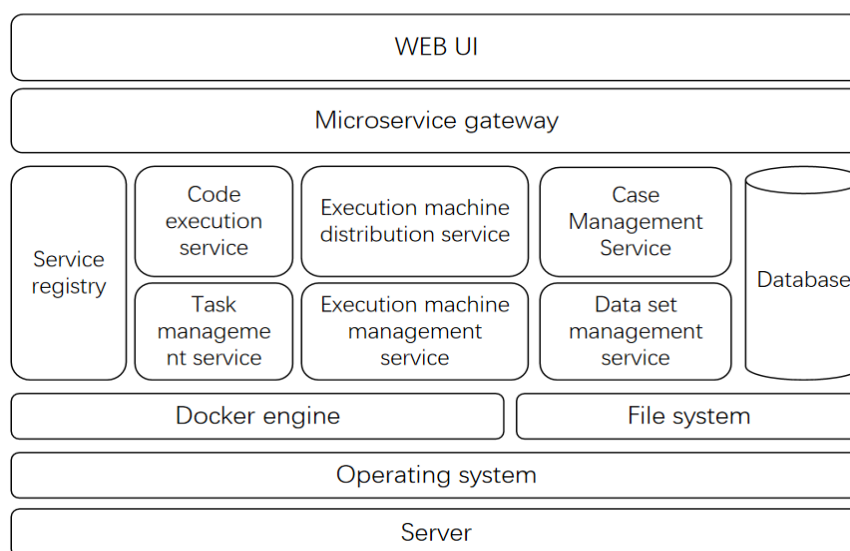 WEB UI
Microservice gateway
Service
registry
Code
execution
service
Execution machine
distribution service
Case
Management
Service
Database
Task
manageme
nt service
Execution machine
management
service
Data set
management
service
Docker engine
File system
Operating system
Server